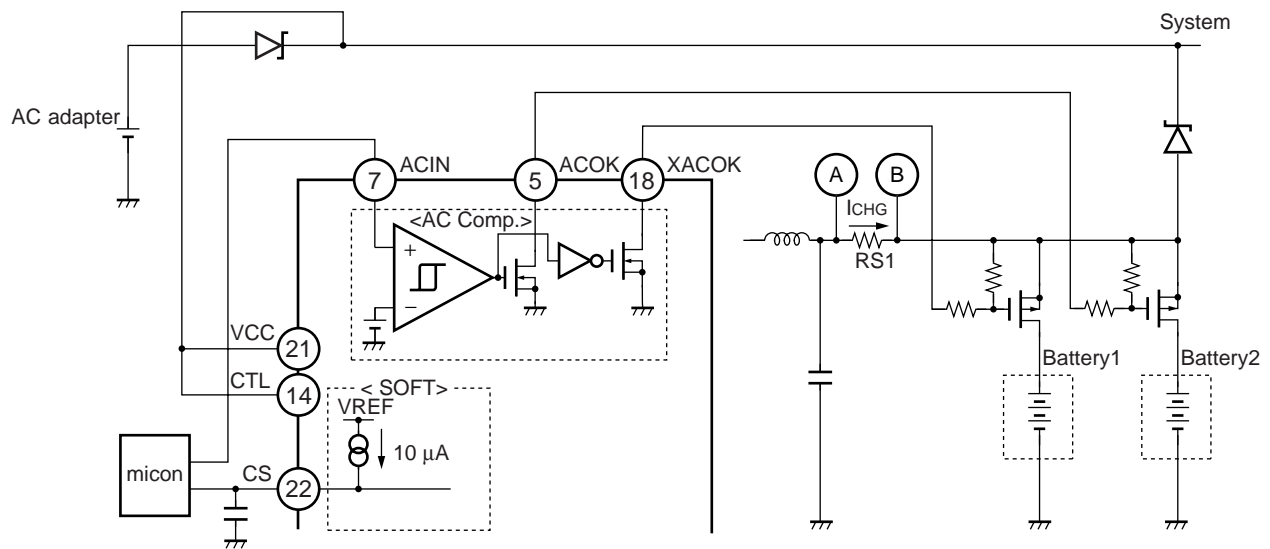 System
AC adapter
ACIN
ACOK
XACOK
7
5
18
A
B
<AC Comp.>
ICHG
+
RS1
−
VCC
21
Battery1
Battery2
CTL
14
< SOFT>
VREF
10 µA
micon
CS
22